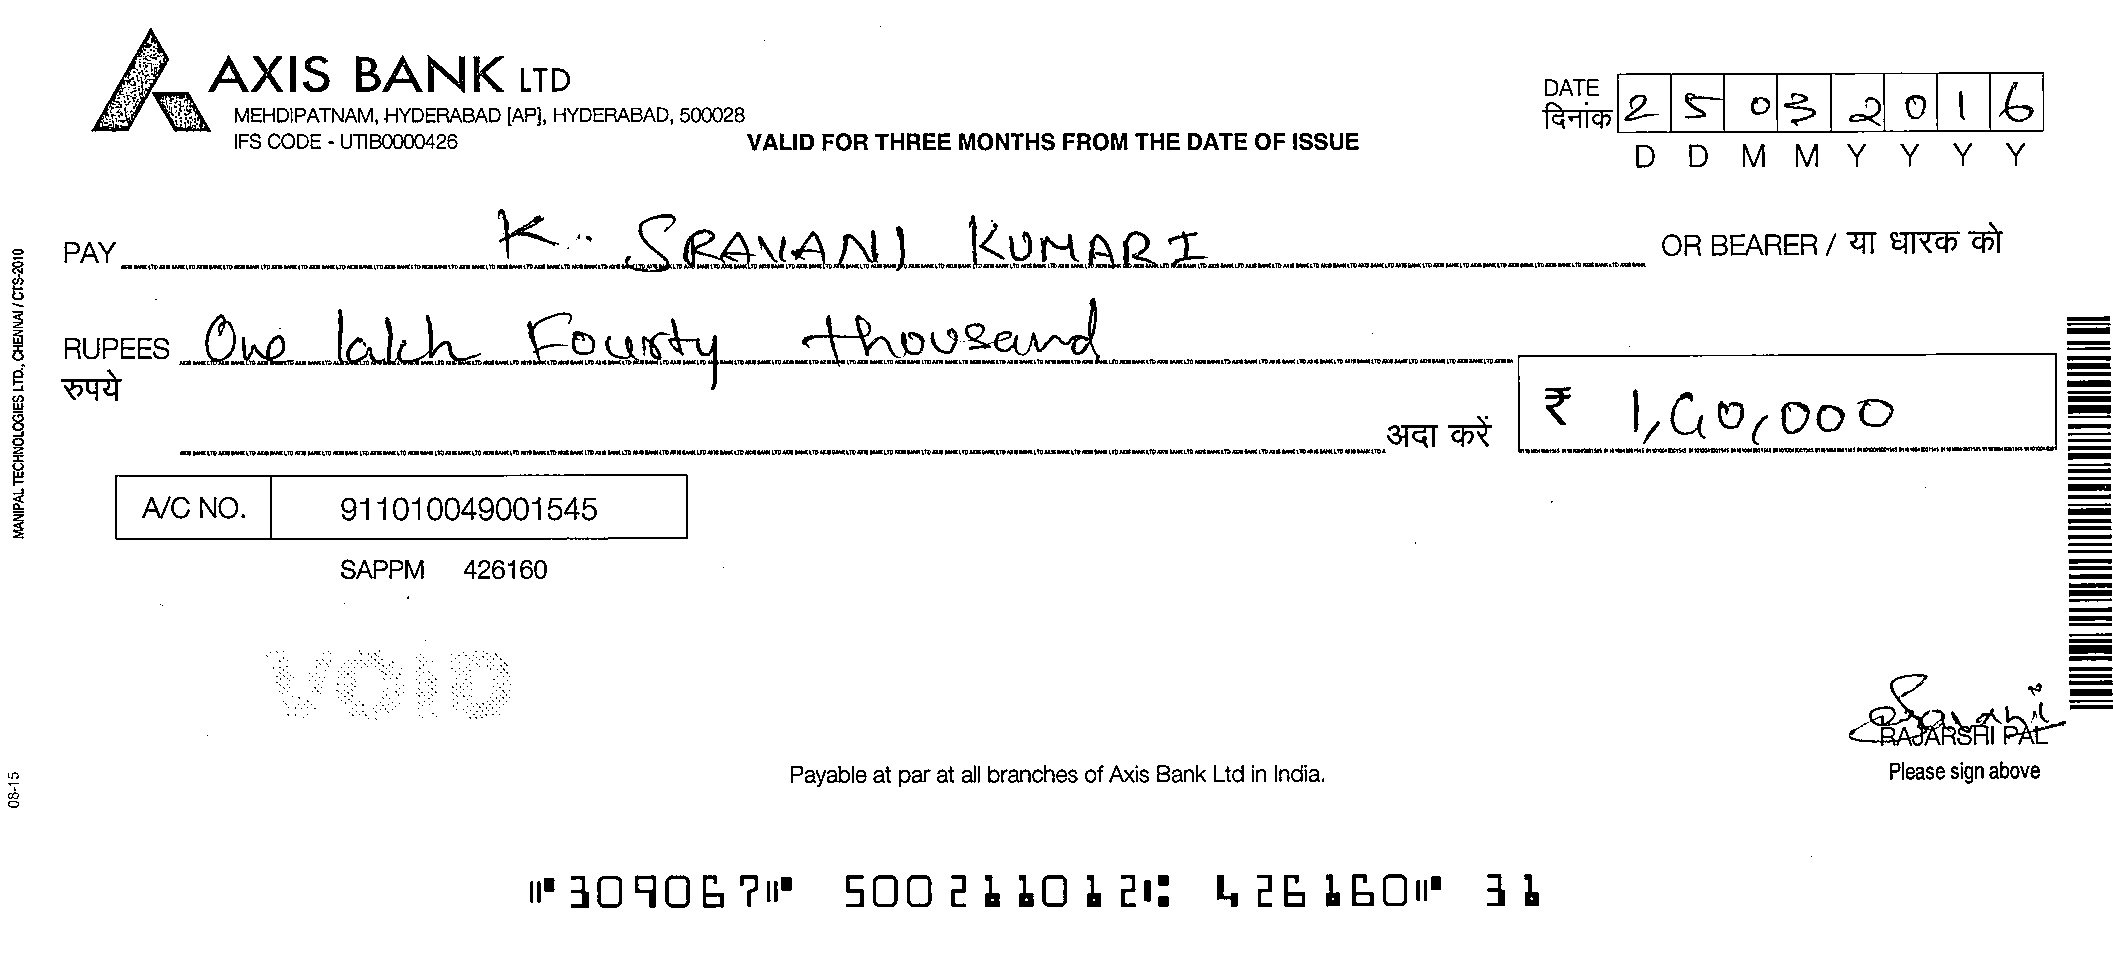 AXIS BANK LTD
MEHDIPATNAM, HYDERABAD [AP], HYDERABAD, 500028
IFS CODE - UTIB0000426
VALID FOR THREE MONTHS FROM THE DATE OF ISSUE
DATE
दिनांक 2 5 0 3 2 0 1 6
D D M M Y Y Y Y
PAY K. SRAVANI KUMARI OR BEARER / या धारक को
RUPEES One lakh Fourty thousand
रुपये
अदा करें ₹ 1,40,000
A/C NO. 911010049001545
SAPPM 426160
VOID
RAJARSHI PAL
Please sign above
Payable at par at all branches of Axis Bank Ltd in India.
MANIPAL TECHNOLOGIES LTD., CHENNAI / CTS-2010
08-15
⑈309067⑈ 500211012⑆ 426160⑈ 31